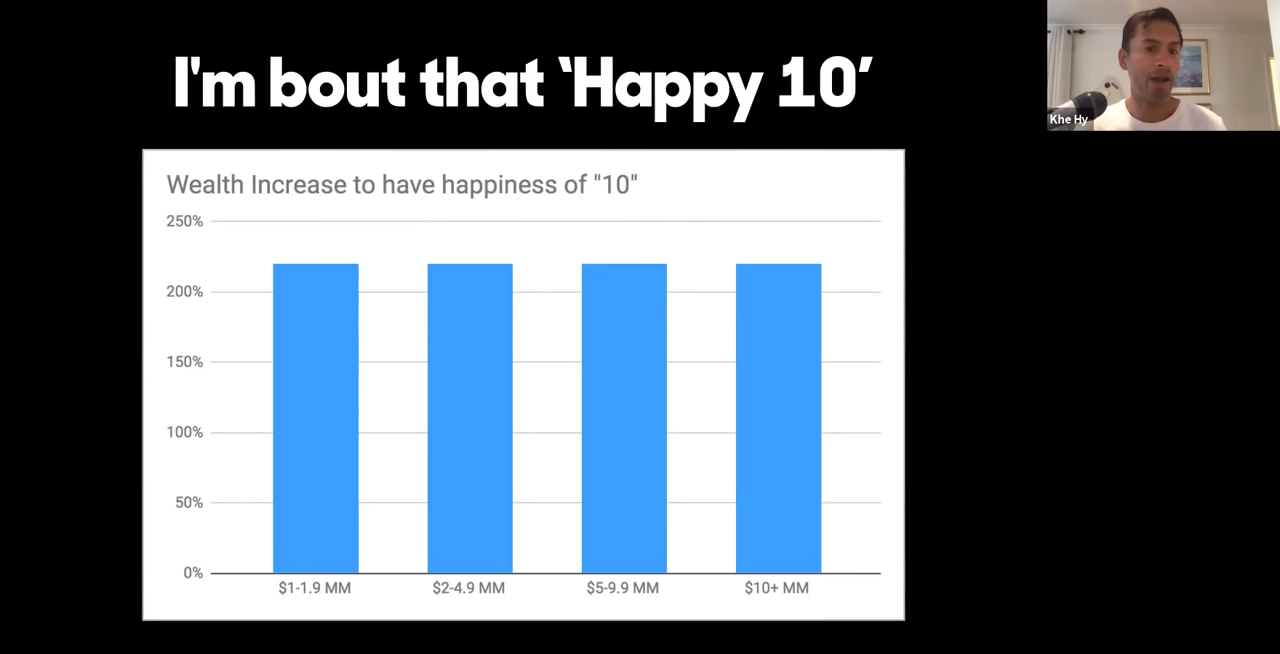 I'm bout that ‘Happy 10’
Khe Hy
Wealth Increase to have happiness of "10"
250%
200%
150%
100%
50%
0%
$1-1.9 MM $2-4.9 MM $5-9.9 MM $10+ MM